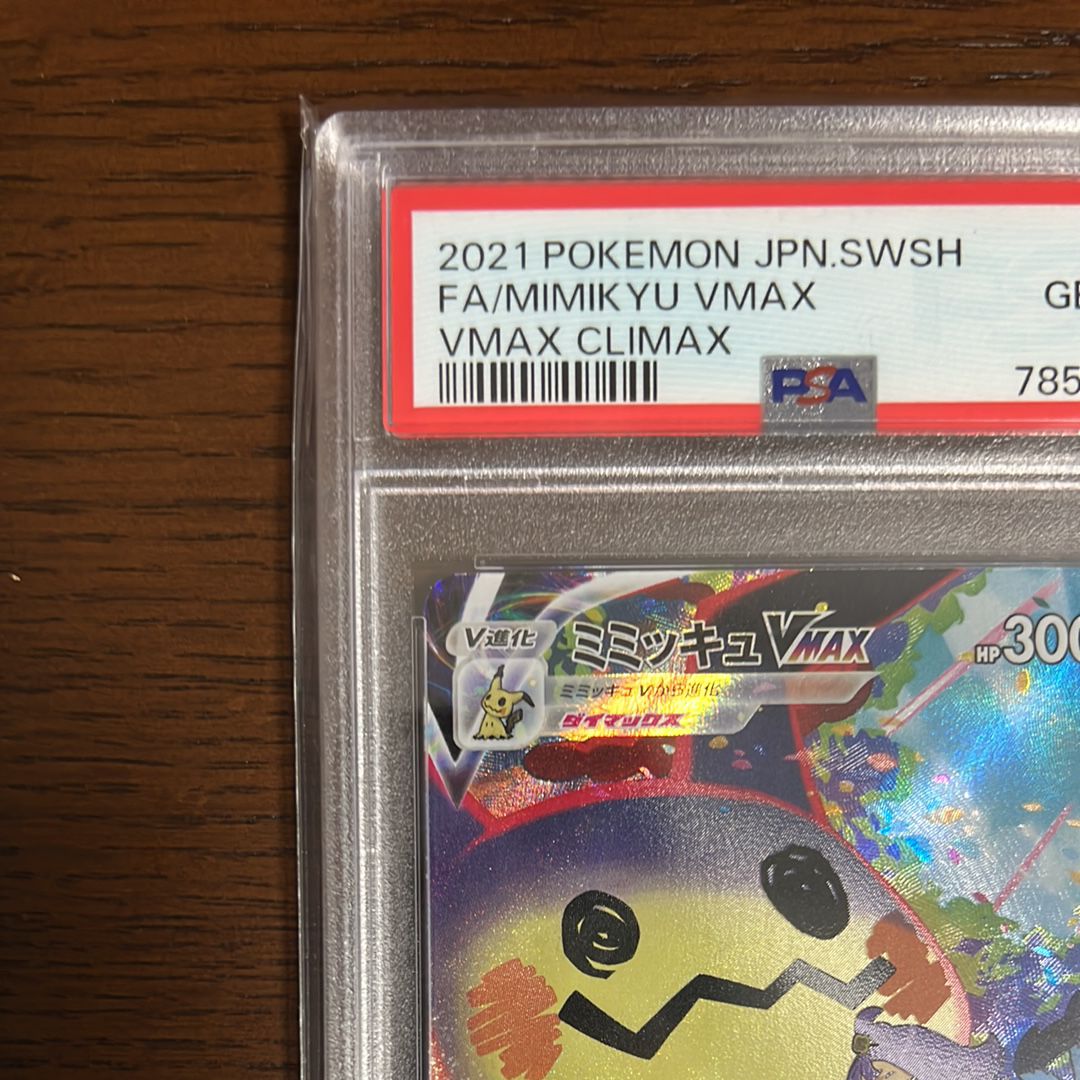 2021 POKEMON JPN.SWSH
FA/MIMIKYU VMAX GE
VMAX CLIMAX
785
PSA
V進化
ミミッキュVMAX
HP300
ミミッキュVから進化
ダイマックス